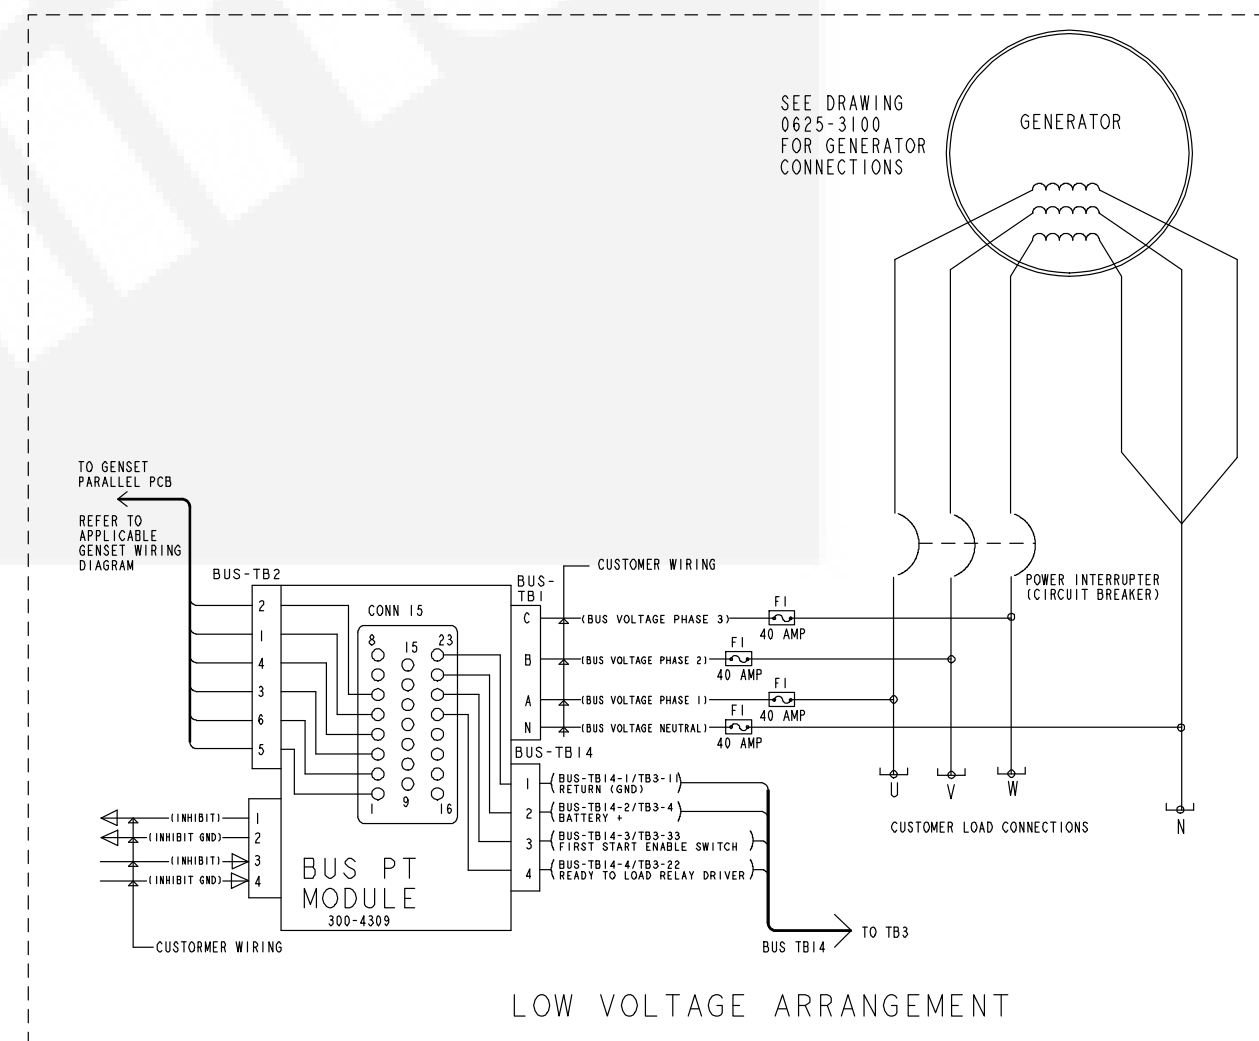 SEE DRAWING
0625-3100
FOR GENERATOR
CONNECTIONS
GENERATOR
TO GENSET
PARALLEL PCB
REFER TO
APPLICABLE
GENSET WIRING
DIAGRAM
BUS-TB2
2
1
4
3
6
5
CONN 15
8
15
23
1
9
16
BUS-
TB1
C
B
A
N
CUSTOMER WIRING
(BUS VOLTAGE PHASE 3)
F1
40 AMP
(BUS VOLTAGE PHASE 2)
F1
40 AMP
(BUS VOLTAGE PHASE 1)
F1
40 AMP
(BUS VOLTAGE NEUTRAL)
F1
40 AMP
POWER INTERRUPTER
(CIRCUIT BREAKER)
BUS-TB14
1
2
3
4
(BUS-TB14-1/TB3-11)
RETURN (GND)
(BUS-TB14-2/TB3-4)
BATTERY +
(BUS-TB14-3/TB3-33)
FIRST START ENABLE SWITCH
(BUS-TB14-4/TB3-22)
READY TO LOAD RELAY DRIVER
U
V
W
N
CUSTOMER LOAD CONNECTIONS
(INHIBIT)
1
(INHIBIT GND)
2
(INHIBIT)
3
(INHIBIT GND)
4
BUS PT
MODULE
300-4309
CUSTORMER WIRING
BUS TB14
TO TB3
LOW VOLTAGE ARRANGEMENT